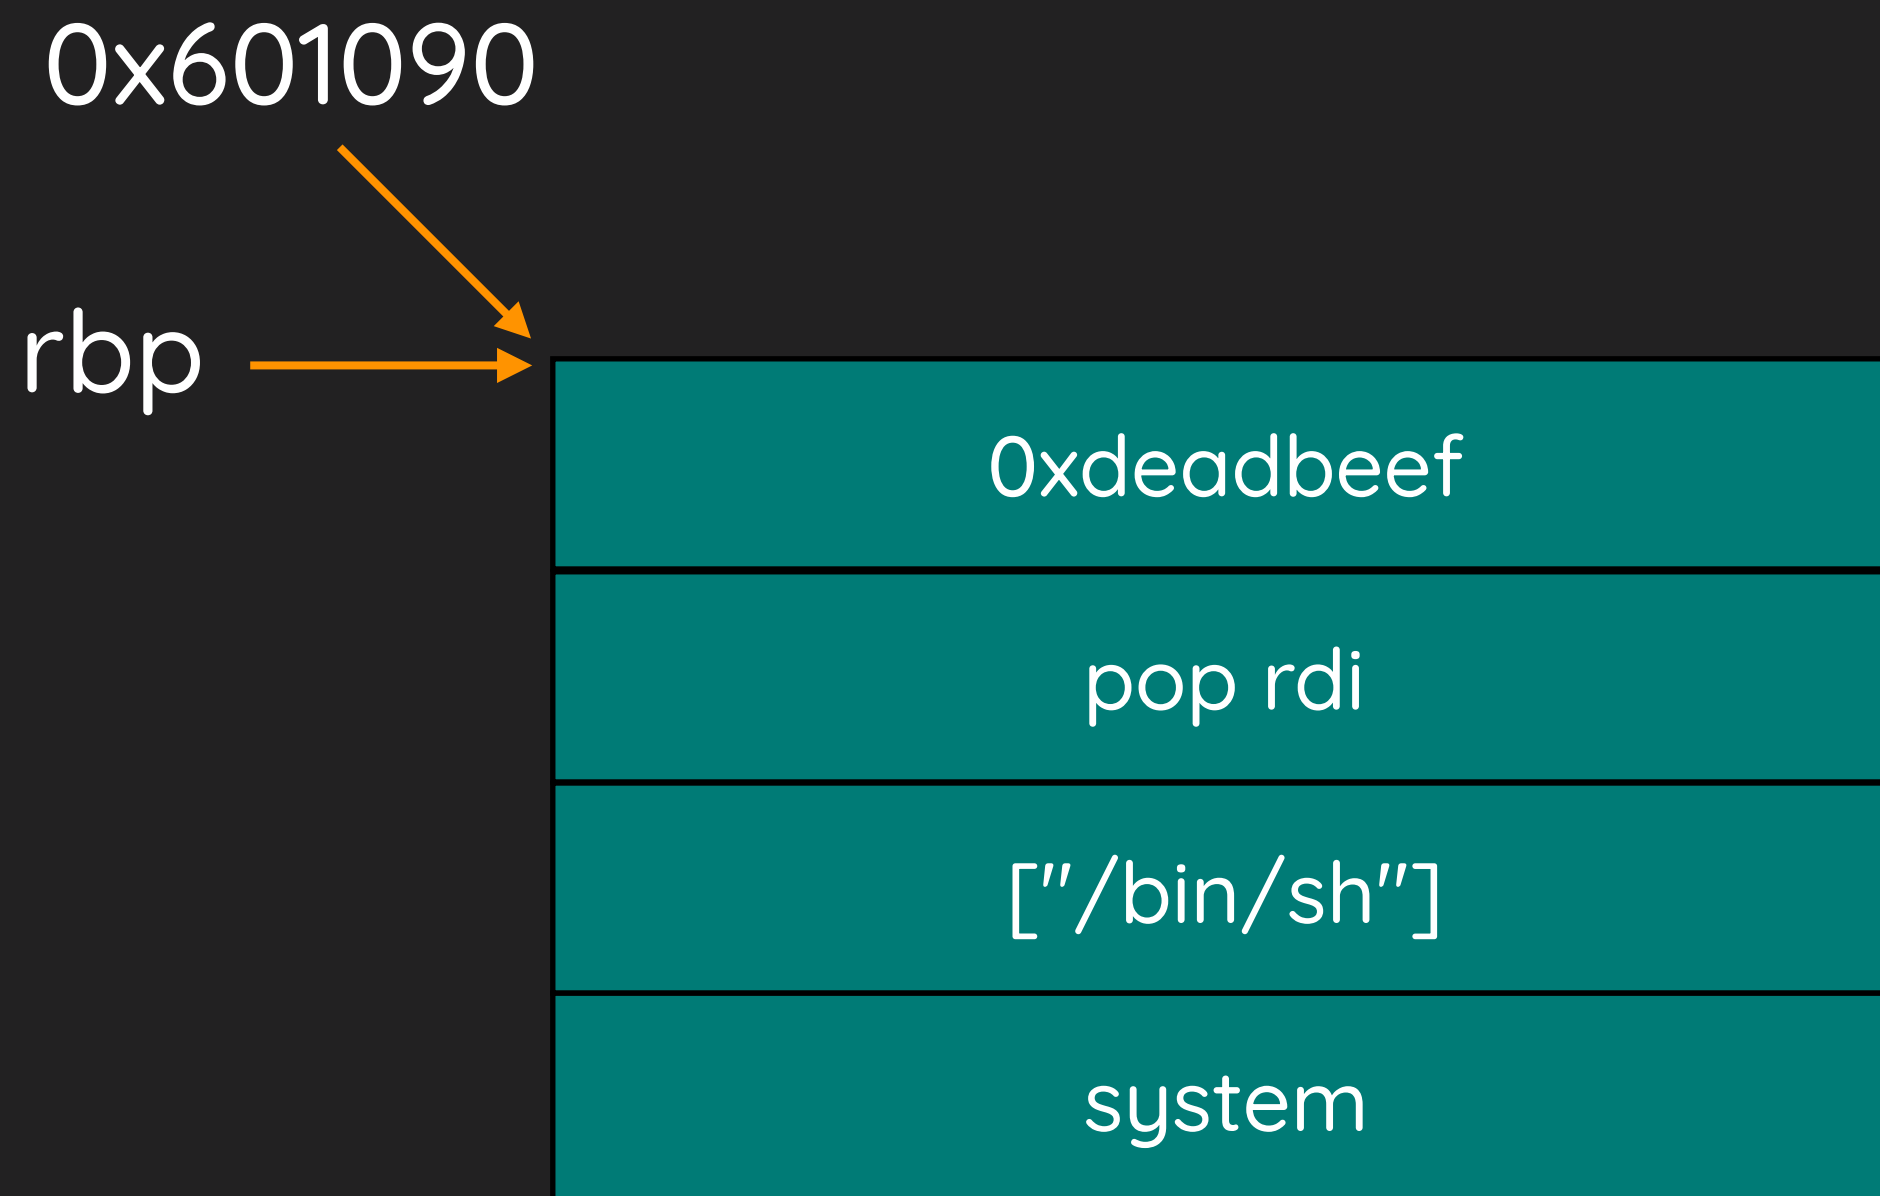 0x601090
rbp
0xdeadbeef
pop rdi
["/bin/sh"]
system